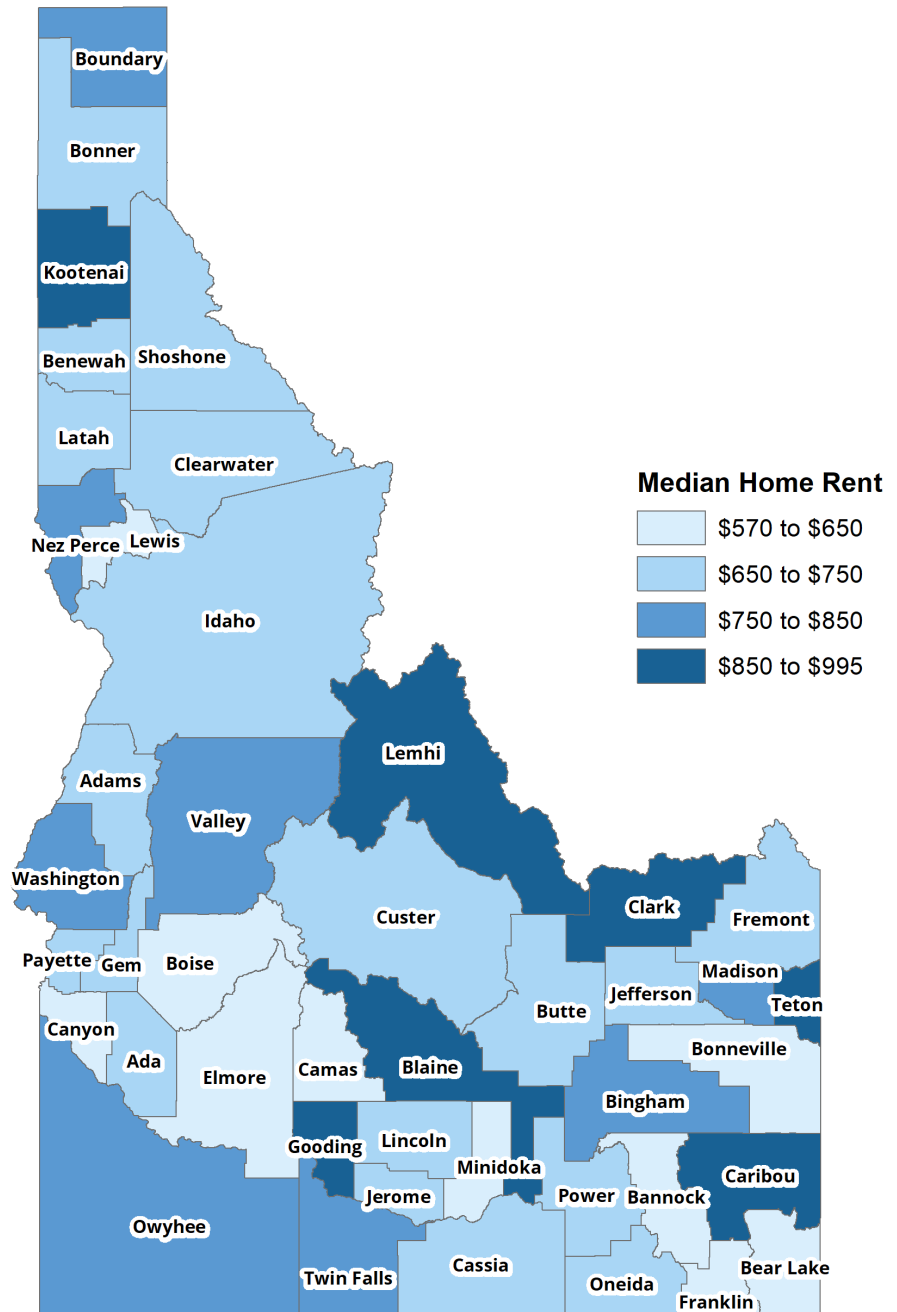 Boundary
Bonner
Kootenai
Benewah
Shoshone
Latah
Clearwater
Median Home Rent
$570 to $650
$650 to $750
$750 to $850
$850 to $995
Nez Perce
Lewis
Idaho
Lemhi
Adams
Valley
Washington
Custer
Clark
Fremont
Payette
Gem
Boise
Madison
Jefferson
Teton
Butte
Canyon
Ada
Elmore
Camas
Blaine
Bonneville
Bingham
Gooding
Lincoln
Minidoka
Jerome
Power
Bannock
Caribou
Owyhee
Twin Falls
Cassia
Oneida
Bear Lake
Franklin